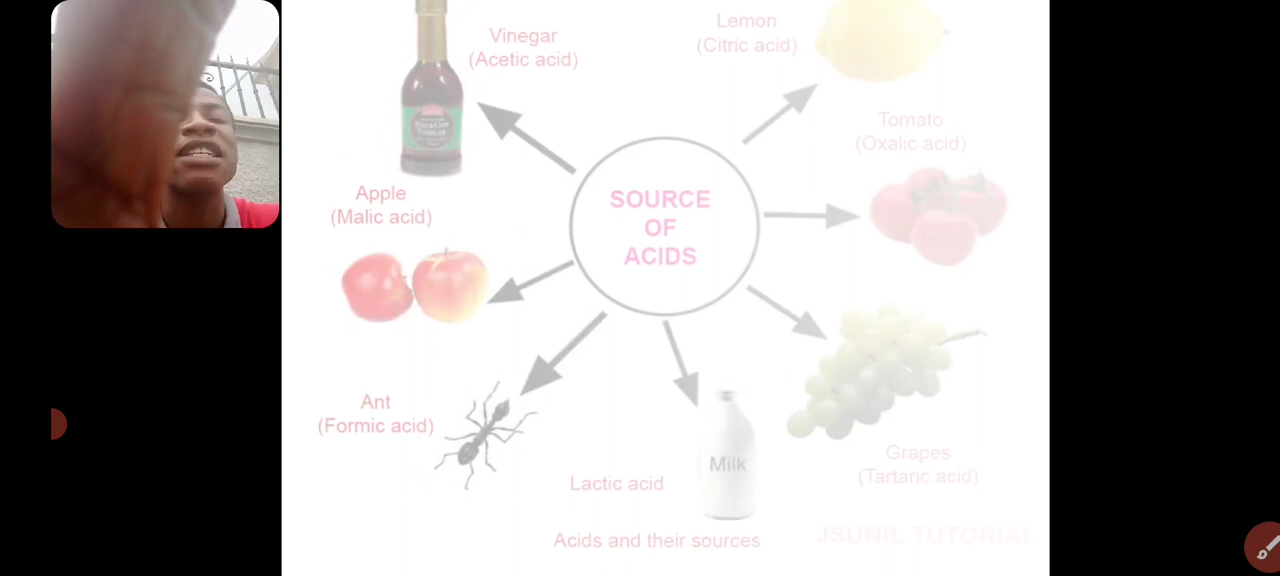 Vinegar
(Acetic acid)
Lemon
(Citric acid)
Tomato
(Oxalic acid)
Apple
(Malic acid)
SOURCE
OF
ACIDS
Ant
(Formic acid)
Milk
Lactic acid
Grapes
(Tartaric acid)
Acids and their sources
JSUNIL TUTORIAL